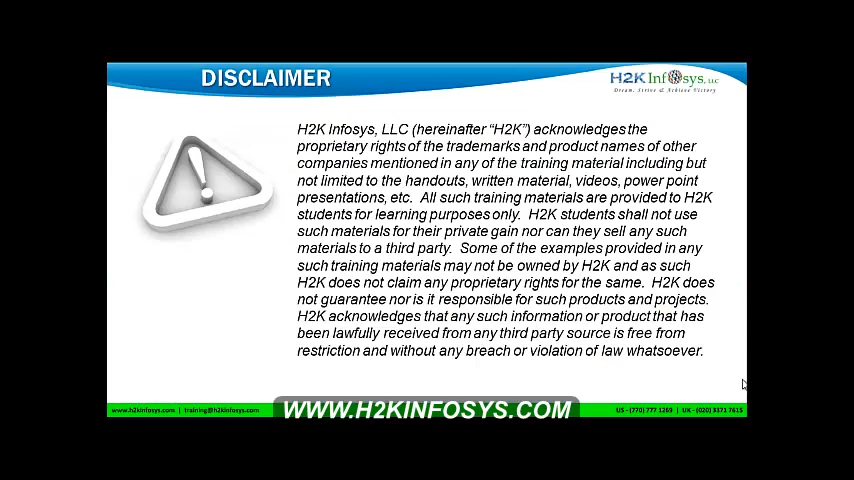 DISCLAIMER
H2K Infosys, LLC
Dream, Strive & Achieve Victory
H2K Infosys, LLC (hereinafter “H2K”) acknowledges the
proprietary rights of the trademarks and product names of other
companies mentioned in any of the training material including but
not limited to the handouts, written material, videos, power point
presentations, etc.  All such training materials are provided to H2K
students for learning purposes only.  H2K students shall not use
such materials for their private gain nor can they sell any such
materials to a third party.  Some of the examples provided in any
such training materials may not be owned by H2K and as such
H2K does not claim any proprietary rights for the same.  H2K does
not guarantee nor is it responsible for such products and projects.
H2K acknowledges that any such information or product that has
been lawfully received from any third party source is free from
restriction and without any breach or violation of law whatsoever.
www.h2kinfosys.com | training@h2kinfosys.com
WWW.H2KINFOSYS.COM
US - (770) 777 1269 | UK - (020) 3371 7615